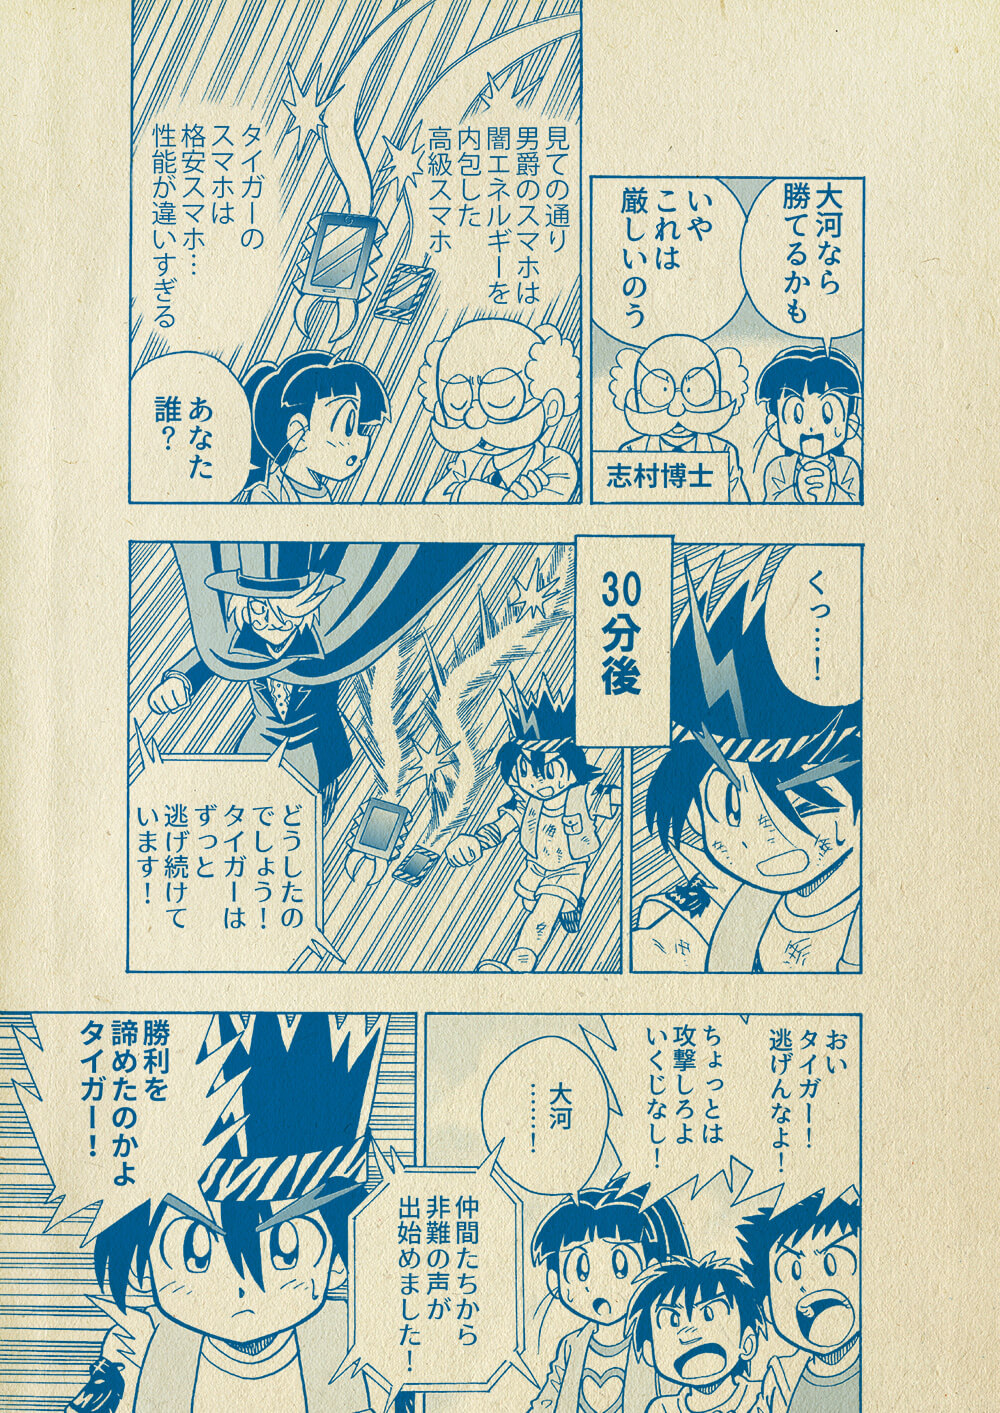 大河なら
勝てるかも
いや
これは
厳しいのう
志村博士
見ての通り
男爵のスマホは
闇エネルギーを
内包した
高級スマホ
タイガーの
スマホは
格安スマホ…
性能が違いすぎる
あなた
誰？
くっ……！
30分後
どうしたの
でしょう！
タイガーは
ずっと
逃げ続けて
います！
おい
タイガー！
逃げんなよ！
ちょっとは
攻撃しろよ
いくじなし！
大河
……！
仲間たちから
非難の声が
出始めました！
勝利を
諦めたのかよ
タイガー！